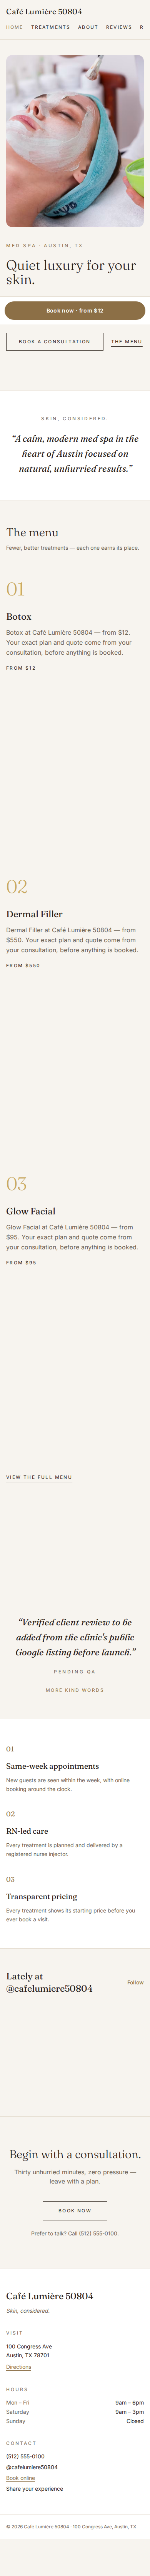 Café Lumière 50804
HOME TREATMENTS ABOUT REVIEWS R
MED SPA · AUSTIN, TX
Quiet luxury for your
skin.
Book now · from $12
BOOK A CONSULTATION THE MENU
SKIN, CONSIDERED.
“A calm, modern med spa in the
heart of Austin focused on
natural, unhurried results.”
The menu
Fewer, better treatments — each one earns its place.
01
Botox
Botox at Café Lumière 50804 — from $12.
Your exact plan and quote come from your
consultation, before anything is booked.
FROM $12
02
Dermal Filler
Dermal Filler at Café Lumière 50804 — from
$550. Your exact plan and quote come from
your consultation, before anything is booked.
FROM $550
03
Glow Facial
Glow Facial at Café Lumière 50804 — from
$95. Your exact plan and quote come from
your consultation, before anything is booked.
FROM $95
VIEW THE FULL MENU
“Verified client review to be
added from the clinic's public
Google listing before launch.”
PENDING QA
MORE KIND WORDS
01
Same-week appointments
New guests are seen within the week, with online
booking around the clock.
02
RN-led care
Every treatment is planned and delivered by a
registered nurse injector.
03
Transparent pricing
Every treatment shows its starting price before you
ever book a visit.
Lately at
@cafelumiere50804
Follow
Begin with a consultation.
Thirty unhurried minutes, zero pressure —
leave with a plan.
BOOK NOW
Prefer to talk? Call (512) 555-0100.
Café Lumière 50804
Skin, considered.
VISIT
100 Congress Ave
Austin, TX 78701
Directions
HOURS
Mon – Fri 9am – 6pm
Saturday 9am – 3pm
Sunday Closed
CONTACT
(512) 555-0100
@cafelumiere50804
Book online
Share your experience
© 2026 Café Lumière 50804 · 100 Congress Ave, Austin, TX